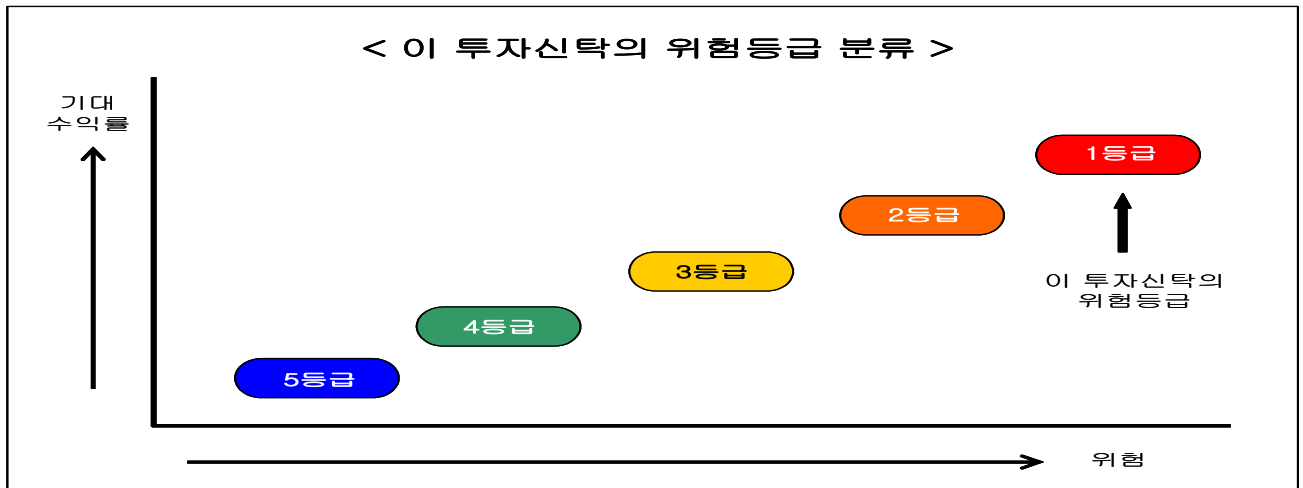 < 이 투자신탁의 위험등급 분류 >
기대
수익률
1등급
2등급
3등급
이 투자신탁의
위험등급
4등급
5등급
위험